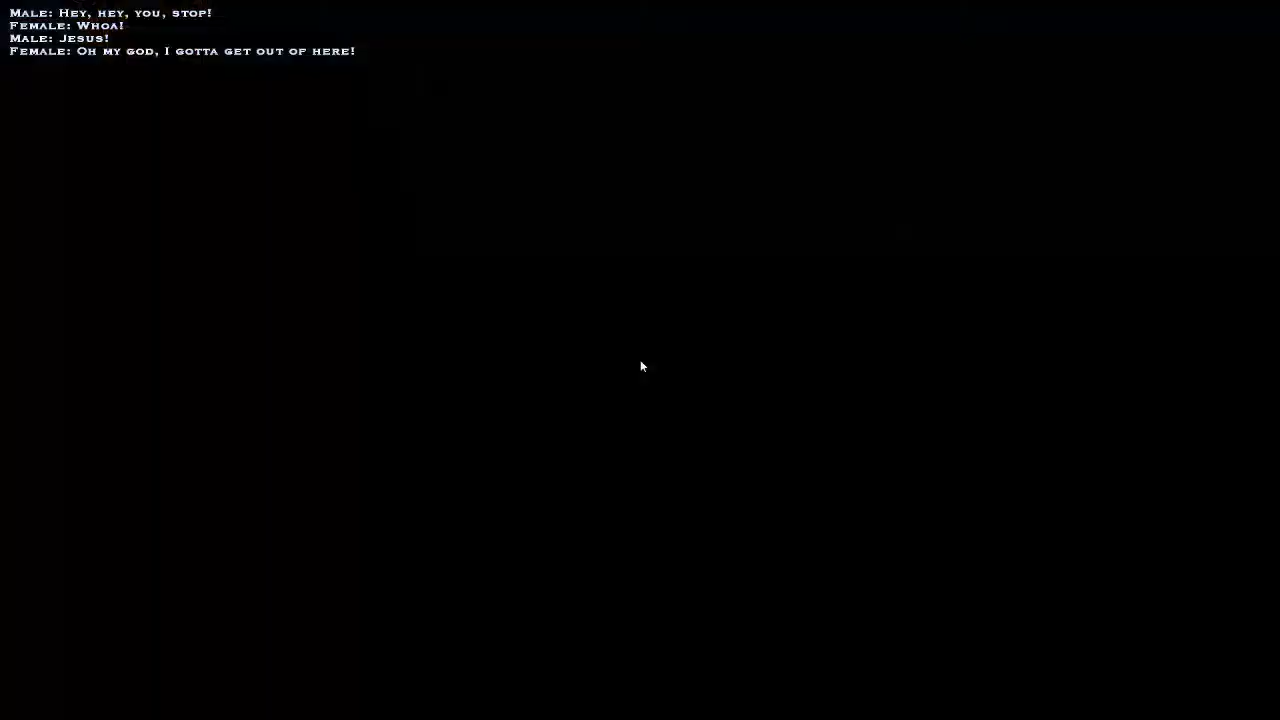 Male: Hey, hey, you, stop!
Female: Whoa!
Male: Jesus!
Female: Oh my god, I gotta get out of here!